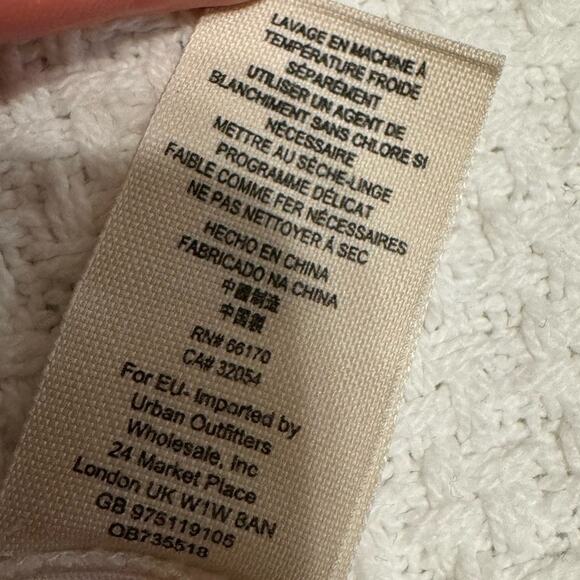 LAVAGE EN MACHINE À
TEMPÉRATURE FROIDE
SÉPAREMENT
UTILISER UN AGENT DE
BLANCHIMENT SANS CHLORE SI
NÉCESSAIRE
METTRE AU SÈCHE-LINGE
PROGRAMME DÉLICAT
FAIBLE COMME FER NÉCESSAIRES
NE PAS NETTOYER À SEC
HECHO EN CHINA
FABRICADO NA CHINA
中國制造
中国製
RN# 66170
CA# 32054
For EU- Imported by
Urban Outfitters
Wholesale, Inc
24 Market Place
London UK W1W 8AN
GB 975119105
OB735518